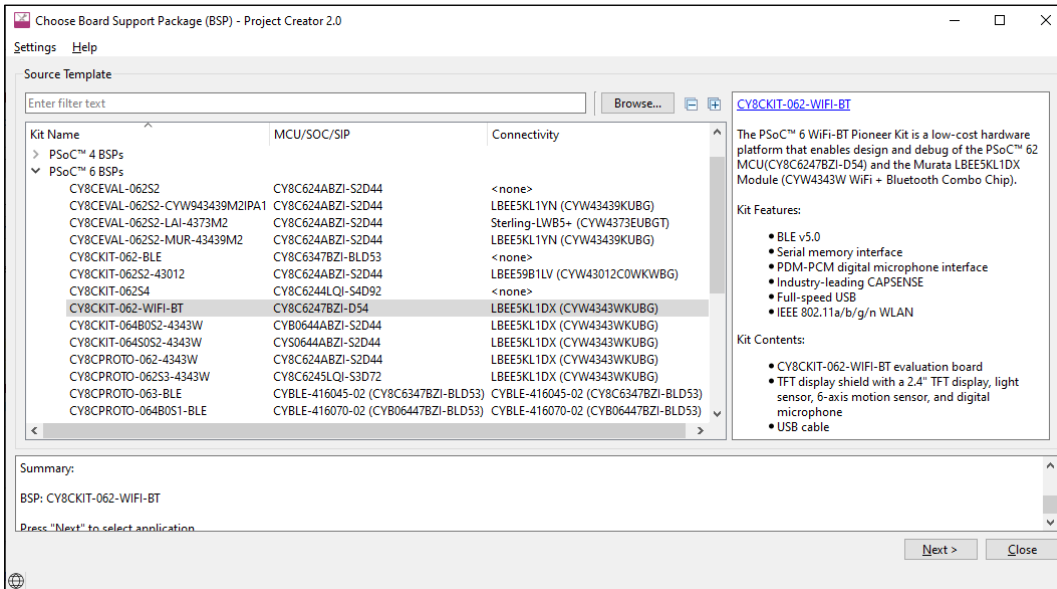 Choose Board Support Package (BSP) - Project Creator 2.0
Settings Help
Source Template
Enter filter text
Browse...
Kit Name MCU/SOC/SIP Connectivity
PSoC™ 4 BSPs
PSoC™ 6 BSPs
CY8CEVAL-062S2 CY8C624ABZI-S2D44 <none>
CY8CEVAL-062S2-CYW943439M2IPA1 CY8C624ABZI-S2D44 LBEE5KL1YN (CYW43439KUBG)
CY8CEVAL-062S2-LAI-4373M2 CY8C624ABZI-S2D44 Sterling-LWB5+ (CYW4373EUBGT)
CY8CEVAL-062S2-MUR-43439M2 CY8C624ABZI-S2D44 LBEE5KL1YN (CYW43439KUBG)
CY8CKIT-062-BLE CY8C6347BZI-BLD53 <none>
CY8CKIT-062S2-43012 CY8C624ABZI-S2D44 LBEE59B1LV (CYW43012C0WKWBG)
CY8CKIT-062S4 CY8C6244LQI-S4D92 <none>
CY8CKIT-062-WIFI-BT CY8C6247BZI-D54 LBEE5KL1DX (CYW4343WKUBG)
CY8CKIT-064B0S2-4343W CYB0644ABZI-S2D44 LBEE5KL1DX (CYW4343WKUBG)
CY8CKIT-064S0S2-4343W CYS0644ABZI-S2D44 LBEE5KL1DX (CYW4343WKUBG)
CY8CPROTO-062-4343W CY8C624ABZI-S2D44 LBEE5KL1DX (CYW4343WKUBG)
CY8CPROTO-062S3-4343W CY8C6245LQI-S3D72 LBEE5KL1DX (CYW4343WKUBG)
CY8CPROTO-063-BLE CYBLE-416045-02 (CY8C6347BZI-BLD53) CYBLE-416045-02 (CY8C6347BZI-BLD53)
CY8CPROTO-064B0S1-BLE CYBLE-416070-02 (CYB06447BZI-BLD53) CYBLE-416070-02 (CYB06447BZI-BLD53)
CY8CKIT-062-WIFI-BT
The PSoC™ 6 WiFi-BT Pioneer Kit is a low-cost hardware
platform that enables design and debug of the PSoC™ 62
MCU(CY8C6247BZI-D54) and the Murata LBEE5KL1DX
Module (CYW4343W WiFi + Bluetooth Combo Chip).
Kit Features:
• BLE v5.0
• Serial memory interface
• PDM-PCM digital microphone interface
• Industry-leading CAPSENSE
• Full-speed USB
• IEEE 802.11a/b/g/n WLAN
Kit Contents:
• CY8CKIT-062-WIFI-BT evaluation board
• TFT display shield with a 2.4" TFT display, light
sensor, 6-axis motion sensor, and digital
microphone
• USB cable
Summary:
BSP: CY8CKIT-062-WIFI-BT
Press "Next" to select application
Next > Close